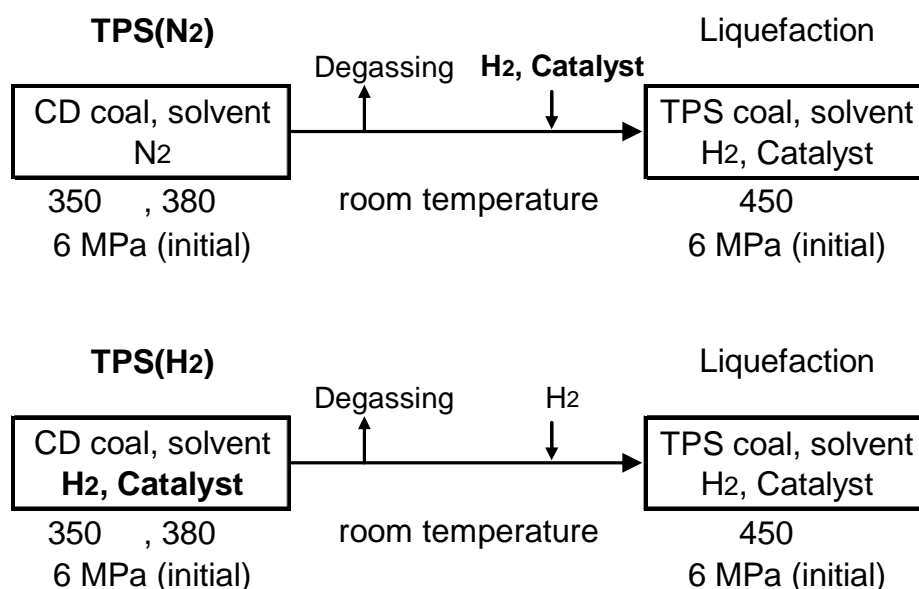 TPS(N2)
Liquefaction
Degassing
H2, Catalyst
CD coal, solvent
N2
TPS coal, solvent
H2, Catalyst
350 , 380
room temperature
450
6 MPa (initial)
6 MPa (initial)
TPS(H2)
Liquefaction
Degassing
H2
CD coal, solvent
H2, Catalyst
TPS coal, solvent
H2, Catalyst
350 , 380
room temperature
450
6 MPa (initial)
6 MPa (initial)